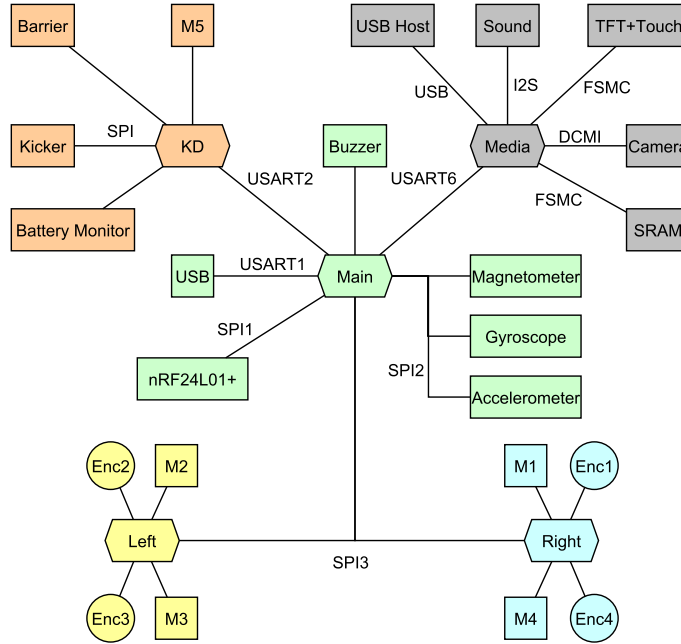 Barrier
M5
USB Host
Sound
TFT+Touch
USB
I2S
FSMC
Kicker
SPI
KD
Buzzer
Media
DCMI
Camera
USART2
USART6
FSMC
Battery Monitor
SRAM
USB
USART1
Main
Magnetometer
SPI1
Gyroscope
nRF24L01+
SPI2
Accelerometer
Enc2
M2
M1
Enc1
Left
Right
SPI3
Enc3
M3
M4
Enc4